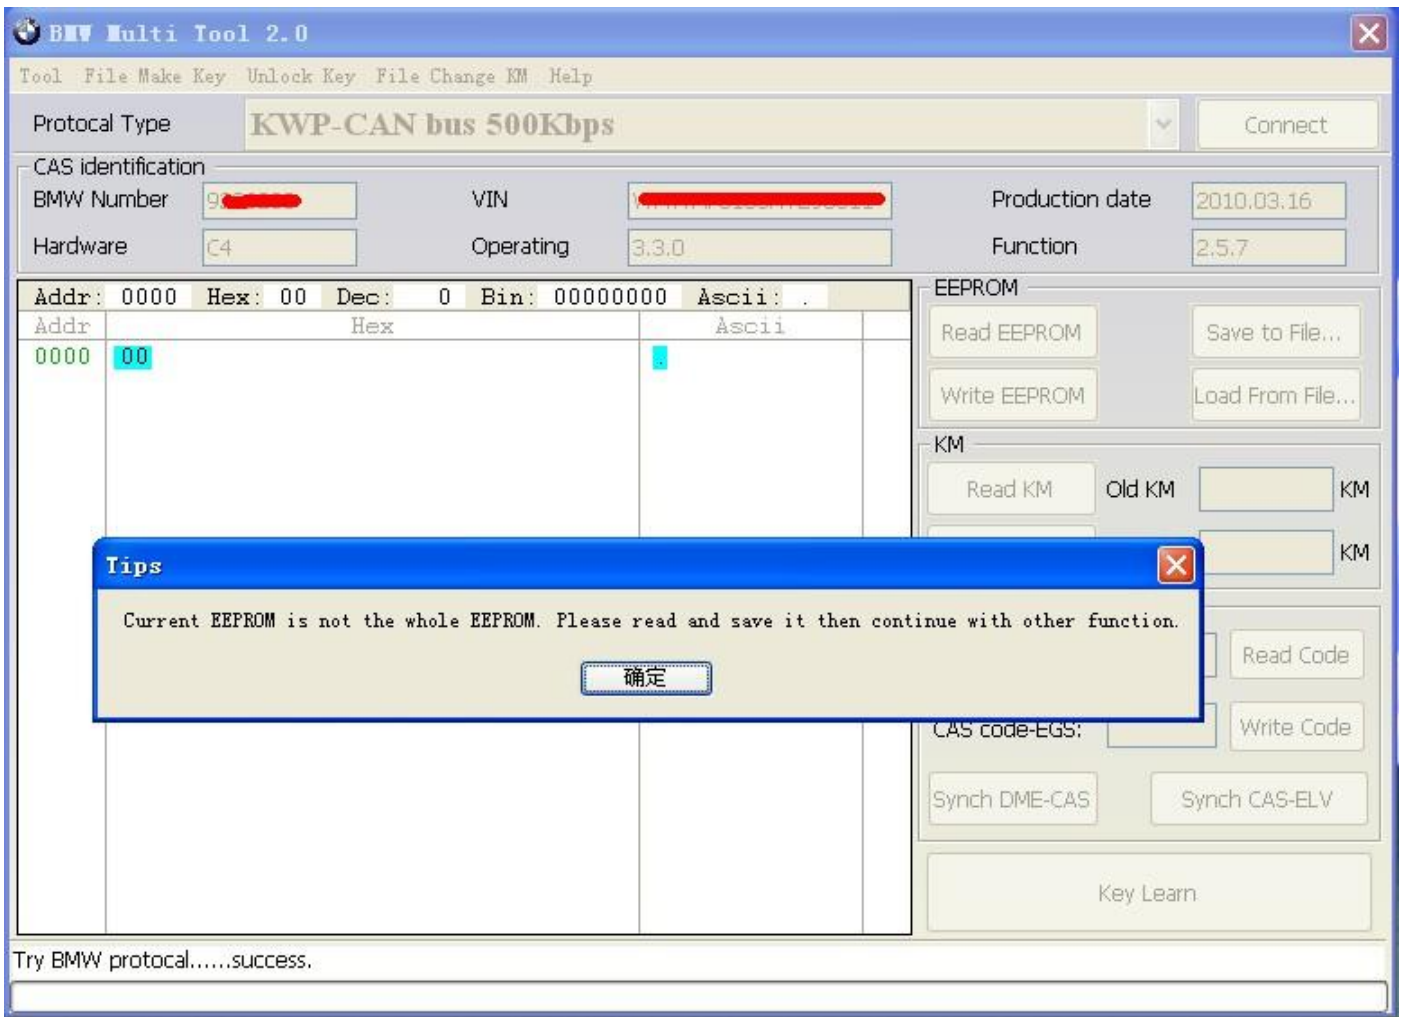 BMW Multi Tool 2.0
Tool File Make Key Unlock Key File Change KM Help
Protocal Type KWP-CAN bus 500Kbps Connect
CAS identification
BMW Number VIN Production date 2010.03.16
Hardware C4 Operating 3.3.0 Function 2.5.7
Addr: 0000 Hex: 00 Dec: 0 Bin: 00000000 Ascii: .
Addr Hex Ascii
0000 00 .
EEPROM
Read EEPROM Save to File...
Write EEPROM Load From File...
KM
Read KM Old KM KM
KM
Tips
Current EEPROM is not the whole EEPROM. Please read and save it then continue with other function.
确定
Read Code
CAS code-EGS: Write Code
Synch DME-CAS Synch CAS-ELV
Key Learn
Try BMW protocal......success.